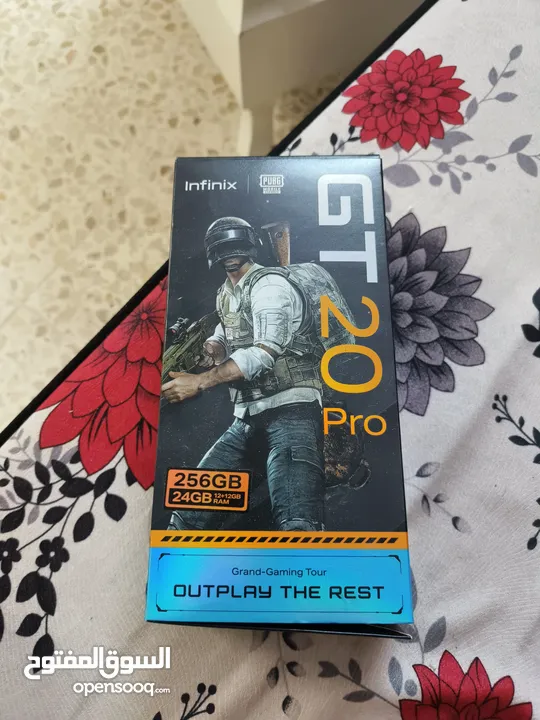 Infinix
PUBG
MOBILE
GT 20 Pro
256GB
24GB 12+12GB RAM
Grand-Gaming Tour
OUTPLAY THE REST
السوق المفتوح
opensooq.com